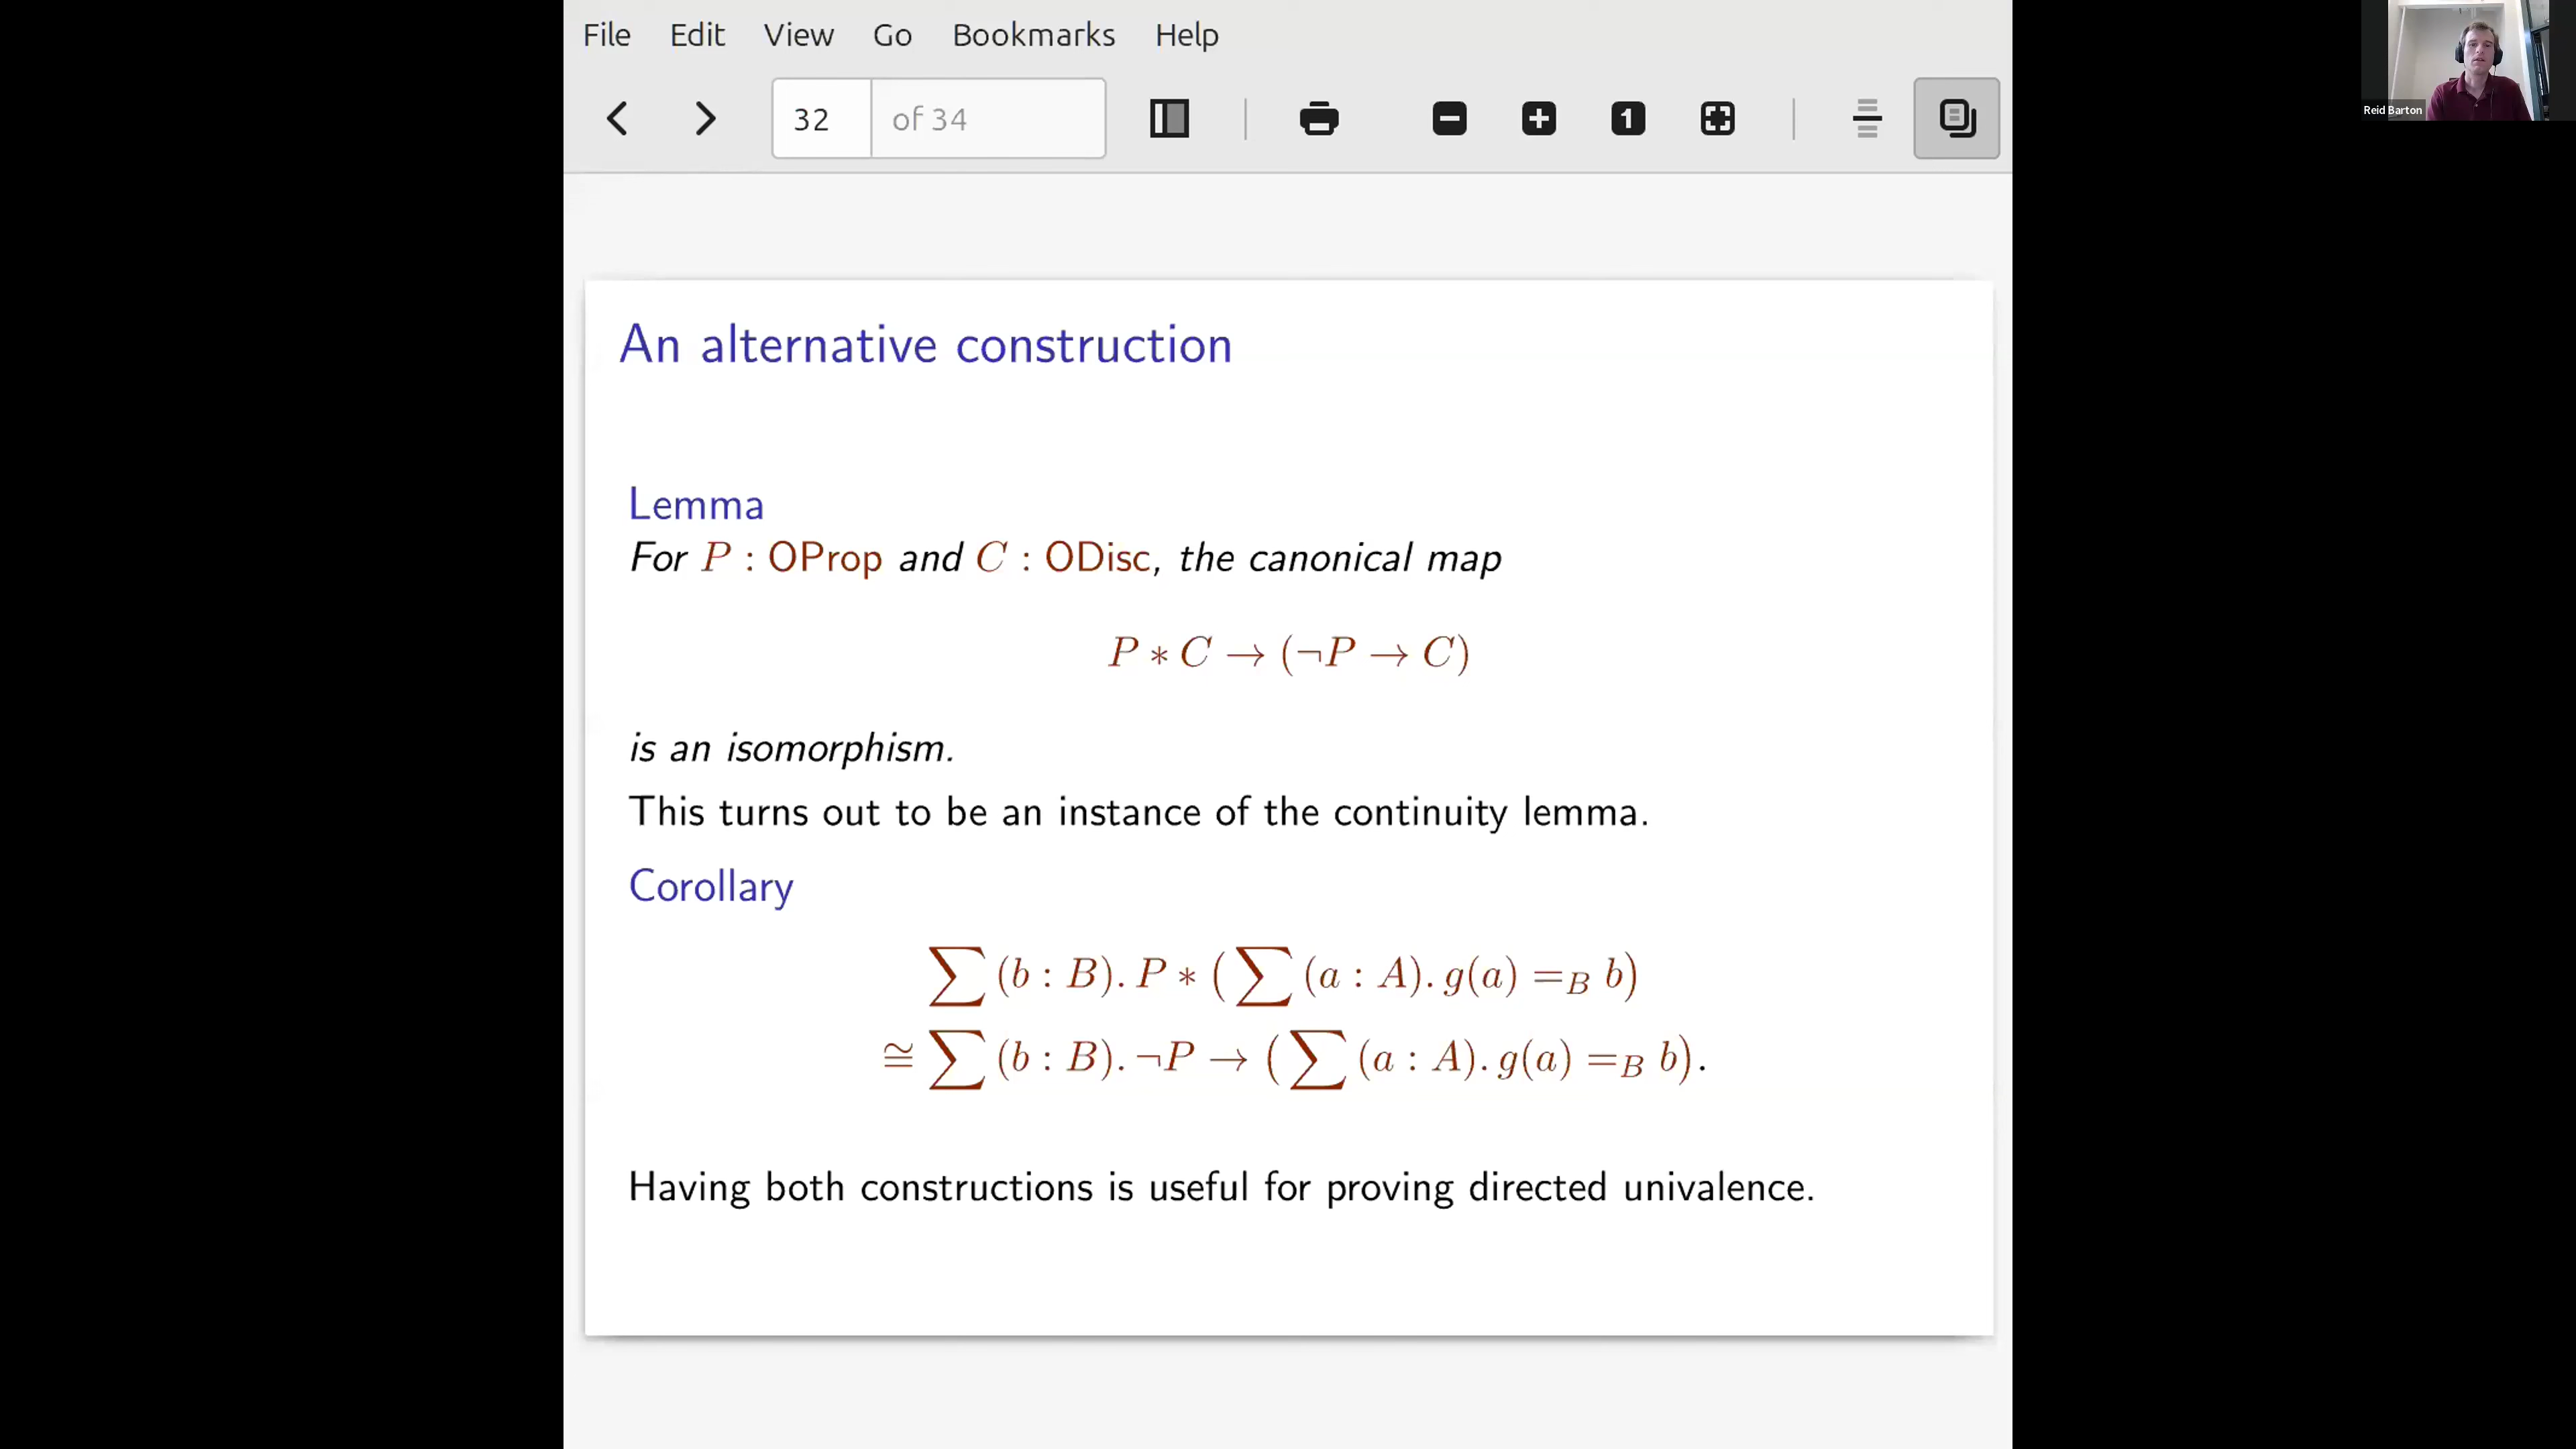 File Edit View Go Bookmarks Help
32 of 34
1
Reid Barton
An alternative construction
Lemma
For P : OProp and C : ODisc, the canonical map
P ∗ C → (¬P → C)
is an isomorphism.
This turns out to be an instance of the continuity lemma.
Corollary
∑ (b : B). P ∗ (∑ (a : A). g(a) =_B b)
≅ ∑ (b : B). ¬P → (∑ (a : A). g(a) =_B b).
Having both constructions is useful for proving directed univalence.